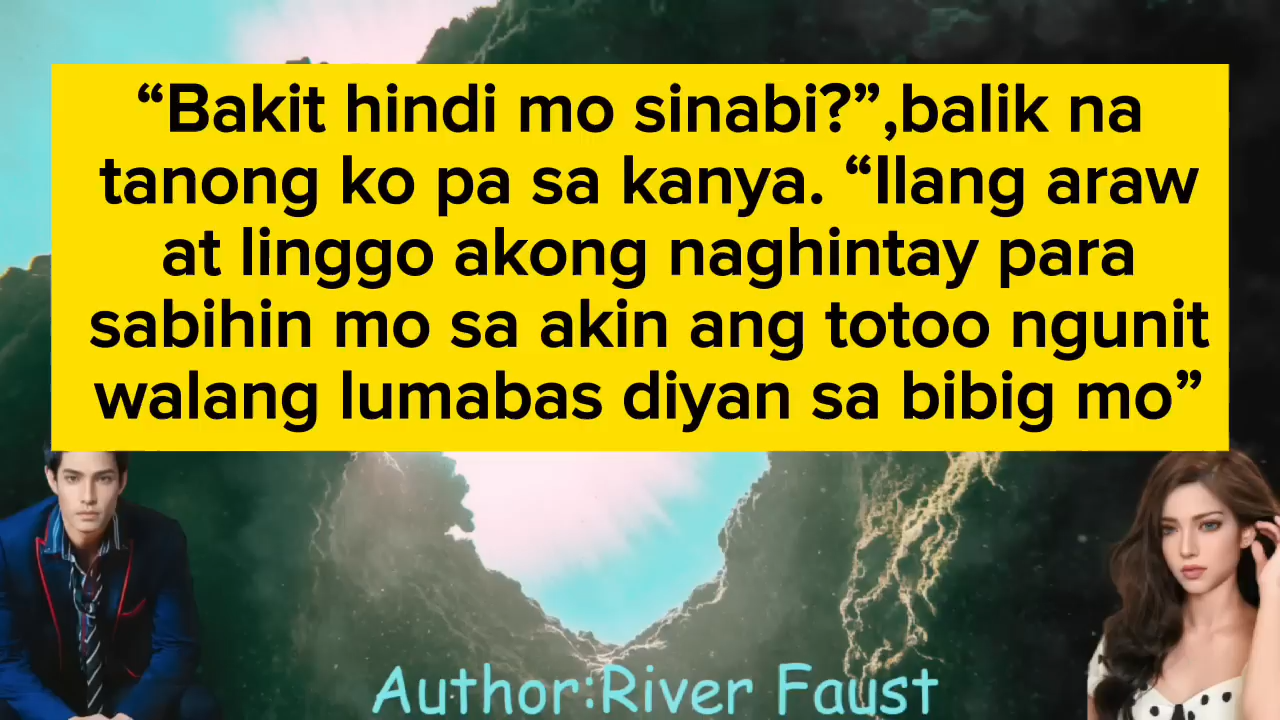 “Bakit hindi mo sinabi?”,balik na
tanong ko pa sa kanya. “Ilang araw
at linggo akong naghintay para
sabihin mo sa akin ang totoo ngunit
walang lumabas diyan sa bibig mo”
Author:River Faust